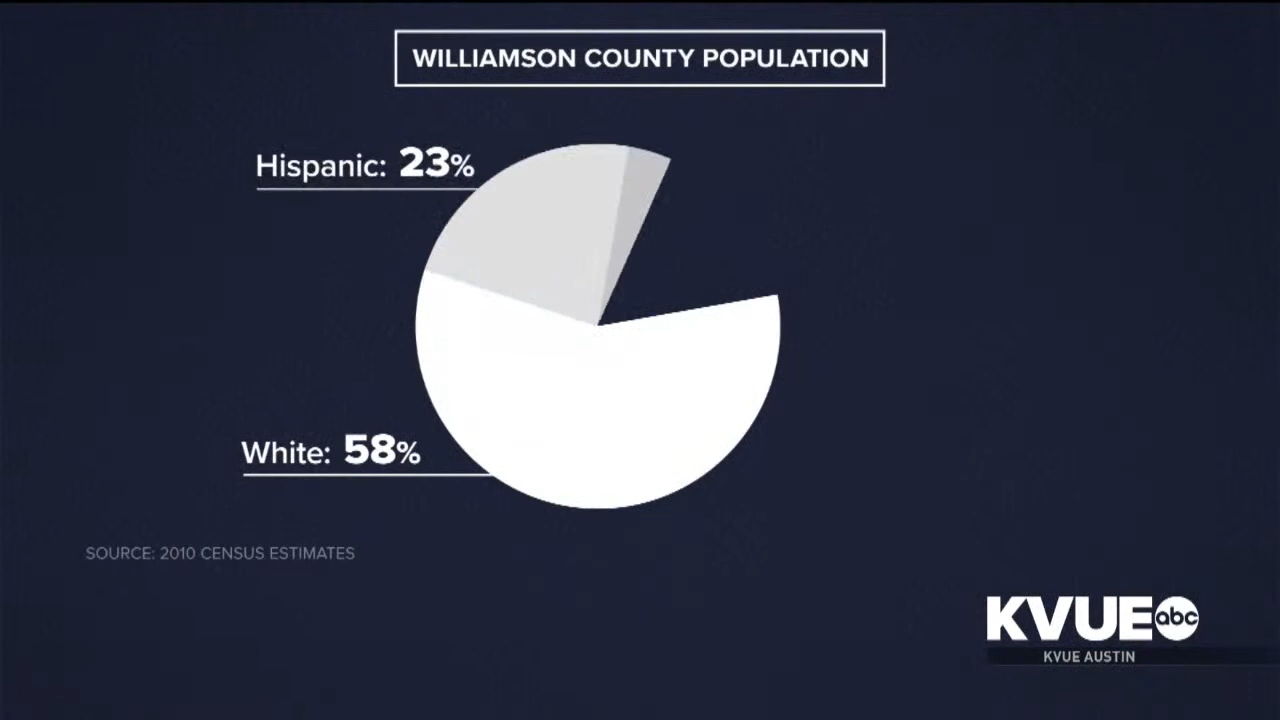 WILLIAMSON COUNTY POPULATION
Hispanic: 23%
White: 58%
SOURCE: 2010 CENSUS ESTIMATES
KVUE abc
KVUE AUSTIN